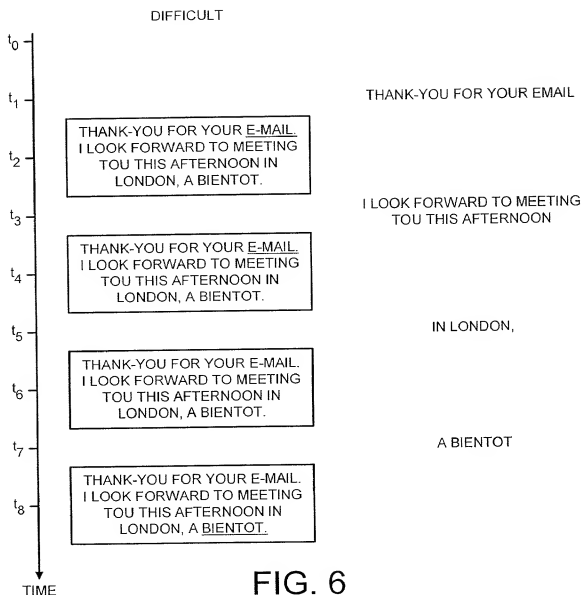 DIFFICULT
t0
t1
THANK-YOU FOR YOUR EMAIL
THANK-YOU FOR YOUR E-MAIL.
I LOOK FORWARD TO MEETING
TOU THIS AFTERNOON IN
LONDON, A BIENTOT.
t2
I LOOK FORWARD TO MEETING
TOU THIS AFTERNOON
t3
THANK-YOU FOR YOUR E-MAIL.
I LOOK FORWARD TO MEETING
TOU THIS AFTERNOON IN
LONDON, A BIENTOT.
t4
IN LONDON,
t5
THANK-YOU FOR YOUR E-MAIL.
I LOOK FORWARD TO MEETING
TOU THIS AFTERNOON IN
LONDON, A BIENTOT.
t6
A BIENTOT
t7
THANK-YOU FOR YOUR E-MAIL.
I LOOK FORWARD TO MEETING
TOU THIS AFTERNOON IN
LONDON, A BIENTOT.
t8
TIME
FIG. 6